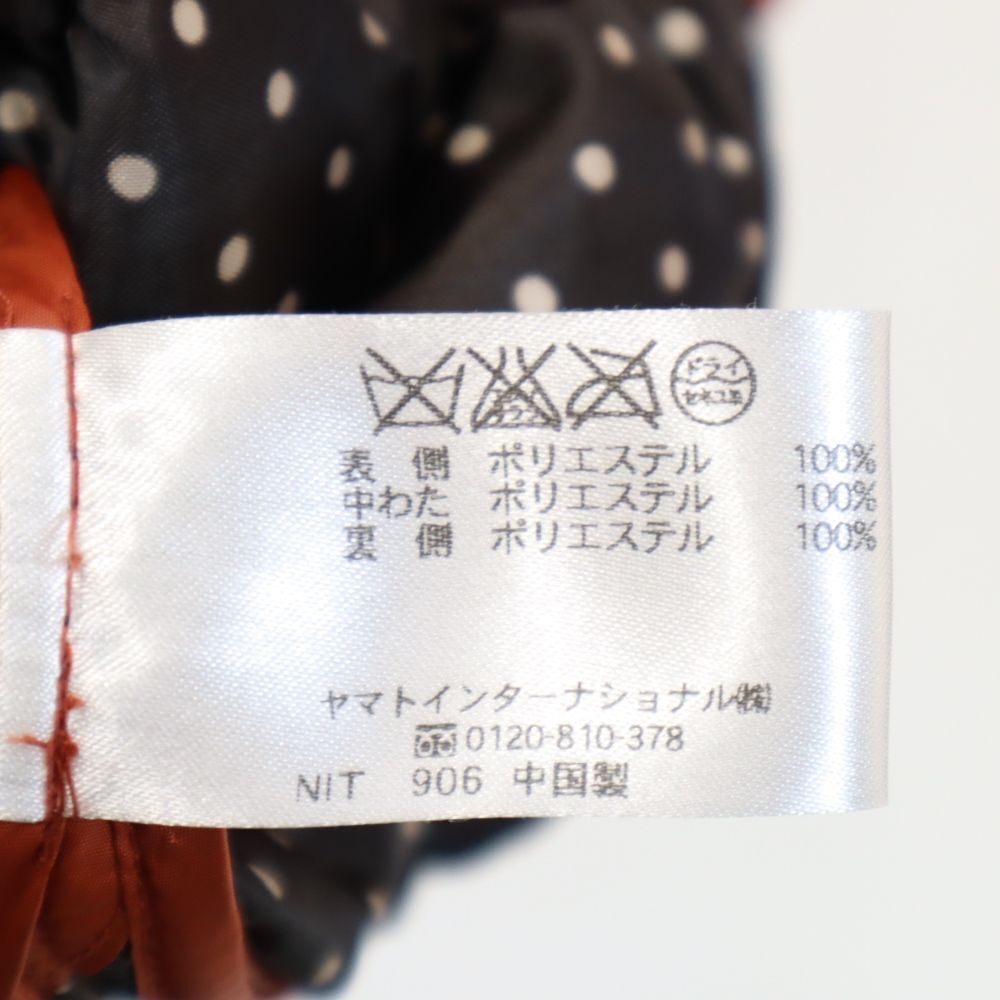 ドライ
セキユ系
表側 ポリエステル 100%
中わた ポリエステル 100%
裏側 ポリエステル 100%
ヤマトインターナショナル㈱
0120-810-378
NIT 906 中国製